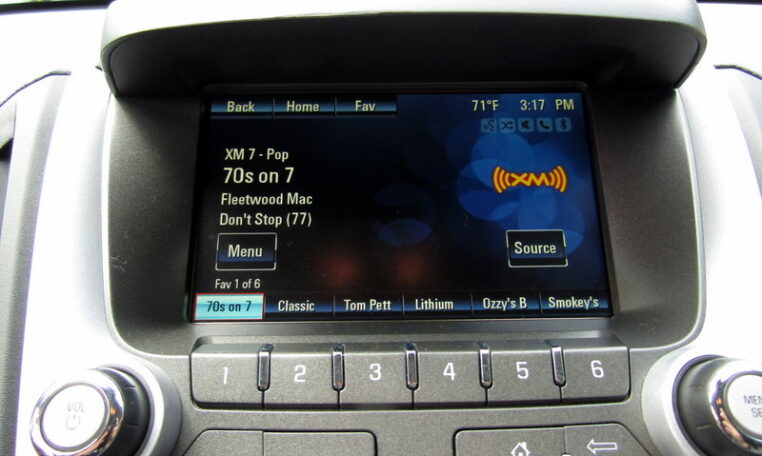 Back Home Fav 71°F 3:17 PM
XM 7 - Pop
70s on 7
((XM))
Fleetwood Mac
Don't Stop (77)
Menu Source
Fav 1 of 6
70s on 7 Classic Tom Pett Lithium Ozzy's B Smokey's
1 2 3 4 5 6
VOL
MEN
SE